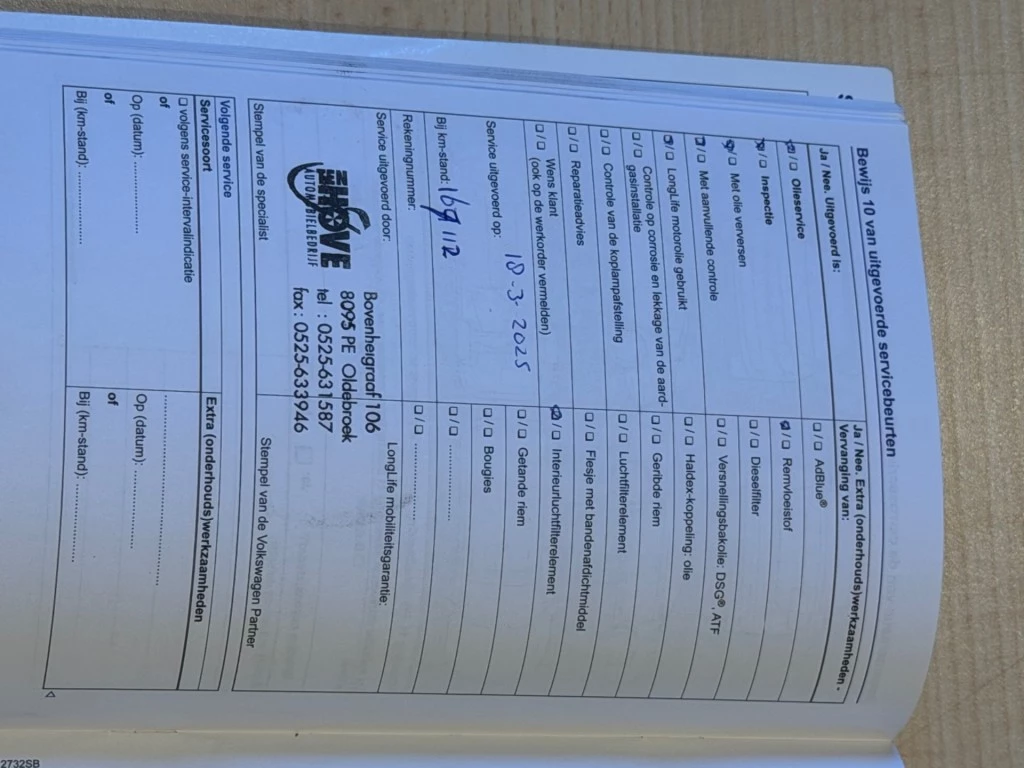 Bewijs 10 van uitgevoerde servicebeurten
Ja / Nee. Uitgevoerd is:
☑/☐ Olieservice
☑/☐ Inspectie
☑/☐ Met olie verversen
☑/☐ Met aanvullende controle
☑/☐ LongLife motorolie gebruikt
☐/☐ Controle op corrosie en lekkage van de aard-
gasinstallatie
☐/☐ Controle van de koplampafstelling
☐/☐ Reparatieadvies
☐/☐ Wens klant
(ook op de werkorder vermelden)
Ja / Nee. Extra (onderhouds)werkzaamheden -
Vervanging van:
☐/☐ AdBlue®
☑/☐ Remvloeistof
☐/☐ Dieselfilter
☐/☐ Versnellingsbakolie: DSG®, ATF
☐/☐ Haldex-koppeling: olie
☐/☐ Geribde riem
☐/☐ Luchtfilterelement
☐/☐ Flesje met bandenafdichtmiddel
☑/☐ Interieurluchtfilterelement
☐/☐ Getande riem
☐/☐ Bougies
☐/☐ ....................
☐/☐ ....................
Service uitgevoerd op: 18-3-2025
Bij km-stand: 169112
Rekeningnummer:
Service uitgevoerd door:
LongLife mobiliteitsgarantie:
AUTOMOBIELBEDRIJF
Bovenheigraaf 106
8095 PE Oldebroek
tel : 0525-631587
fax : 0525-633946
Stempel van de specialist
Stempel van de Volkswagen Partner
Volgende service
Servicesoort
☐ volgens service-intervalindicatie
of
Op (datum): ....................
of
Bij (km-stand): ....................
Extra (onderhouds)werkzaamheden
........................................
Op (datum): ....................
of
Bij (km-stand): ....................
2732SB